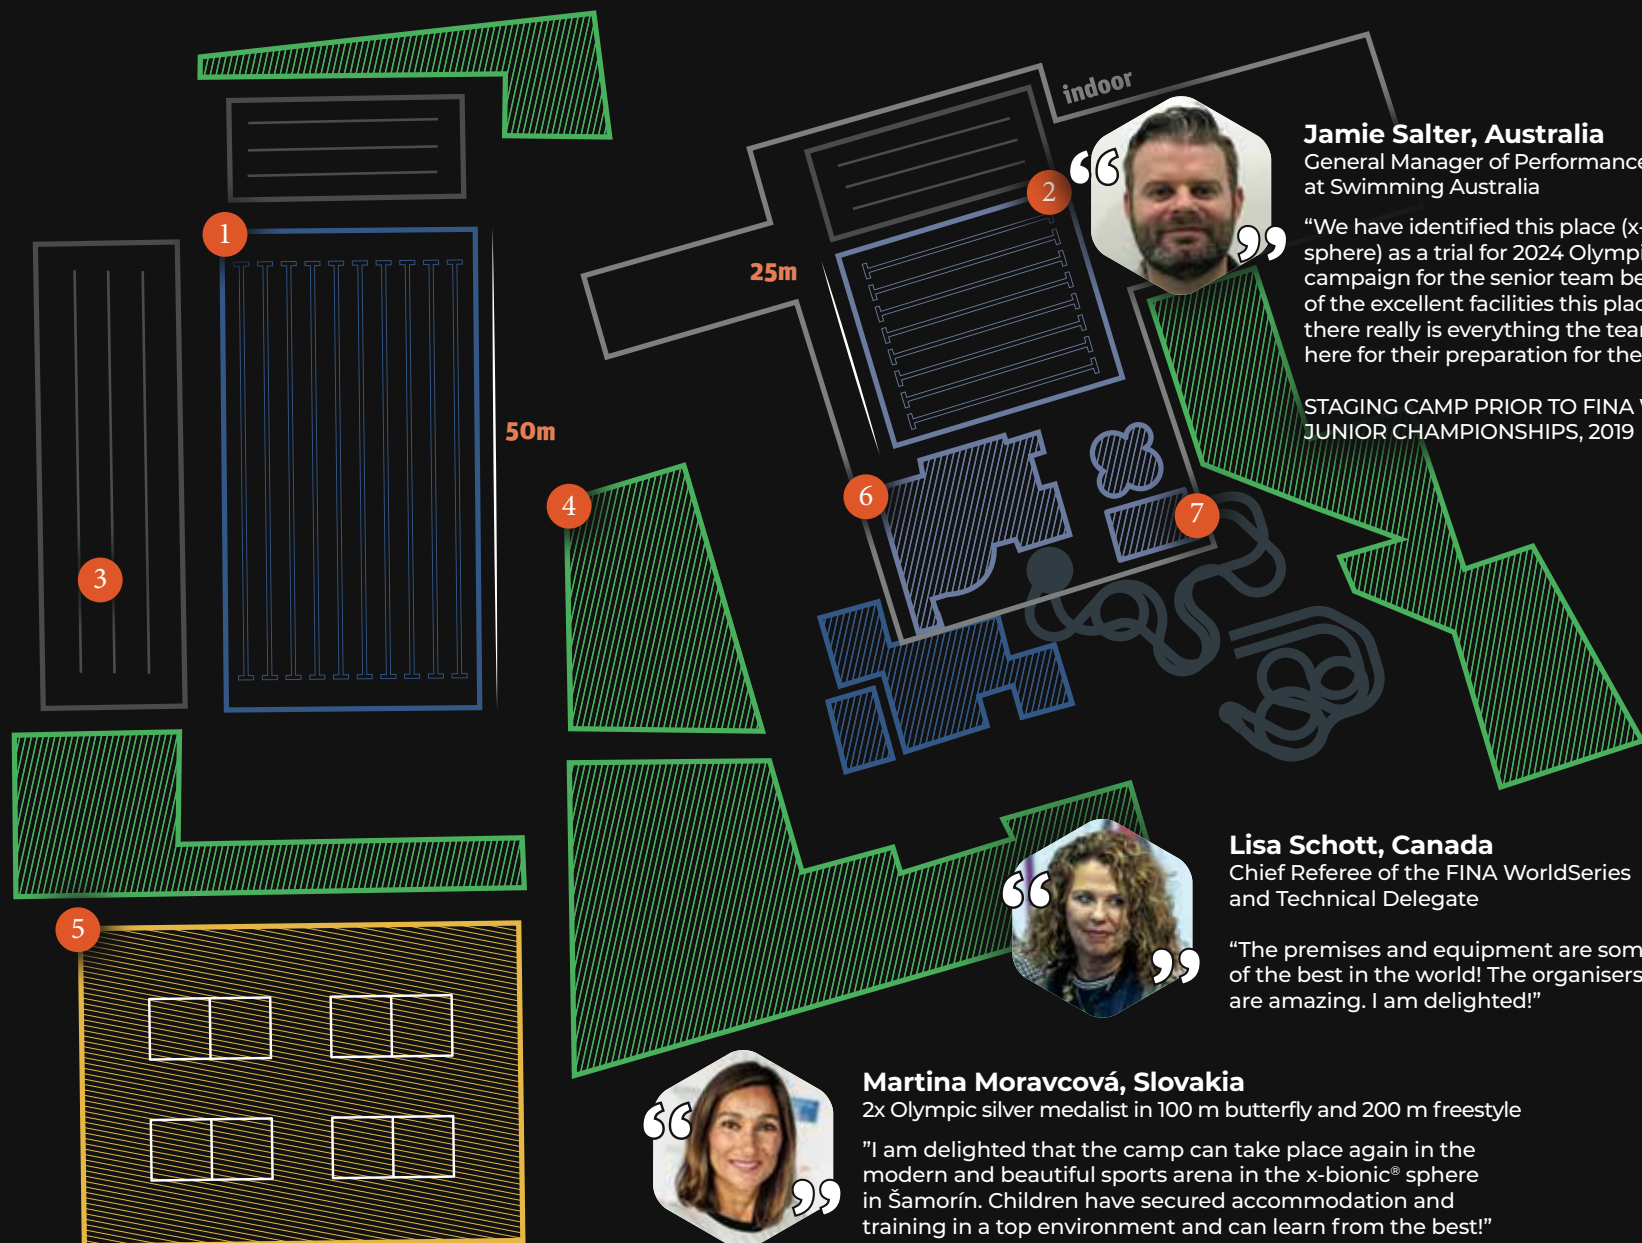 indoor
1
2
25m
50m
3
4
5
6
7
Jamie Salter, Australia
General Manager of Performance
at Swimming Australia
“We have identified this place (x-
sphere) as a trial for 2024 Olympi
campaign for the senior team be
of the excellent facilities this plac
there really is everything the tear
here for their preparation for the
STAGING CAMP PRIOR TO FINA
JUNIOR CHAMPIONSHIPS, 2019
Lisa Schott, Canada
Chief Referee of the FINA WorldSeries
and Technical Delegate
“The premises and equipment are som
of the best in the world! The organisers
are amazing. I am delighted!”
Martina Moravcová, Slovakia
2x Olympic silver medalist in 100 m butterfly and 200 m freestyle
”I am delighted that the camp can take place again in the
modern and beautiful sports arena in the x-bionic® sphere
in Šamorín. Children have secured accommodation and
training in a top environment and can learn from the best!”